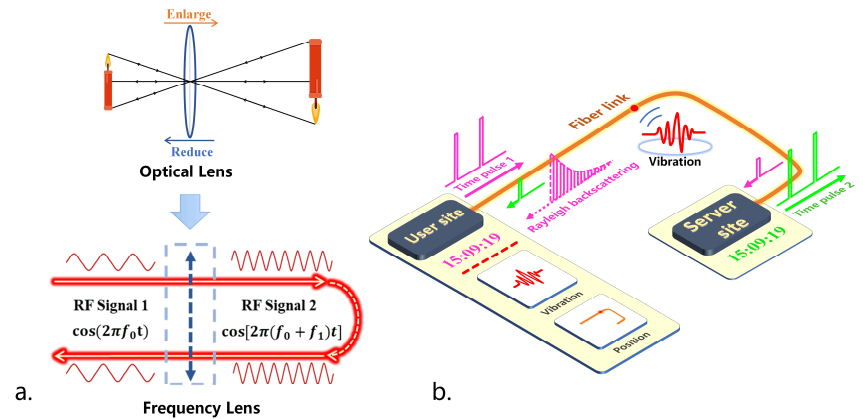 Enlarge
Reduce
Optical Lens
RF Signal 1
cos(2πf₀t)
RF Signal 2
cos[2π(f₀ + f₁)t]
Frequency Lens
a.
Fiber link
Vibration
Time pulse 1
Rayleigh backscattering
User site
15:09:19
Vibration
Position
Server site
15:09:19
Time pulse 2
b.